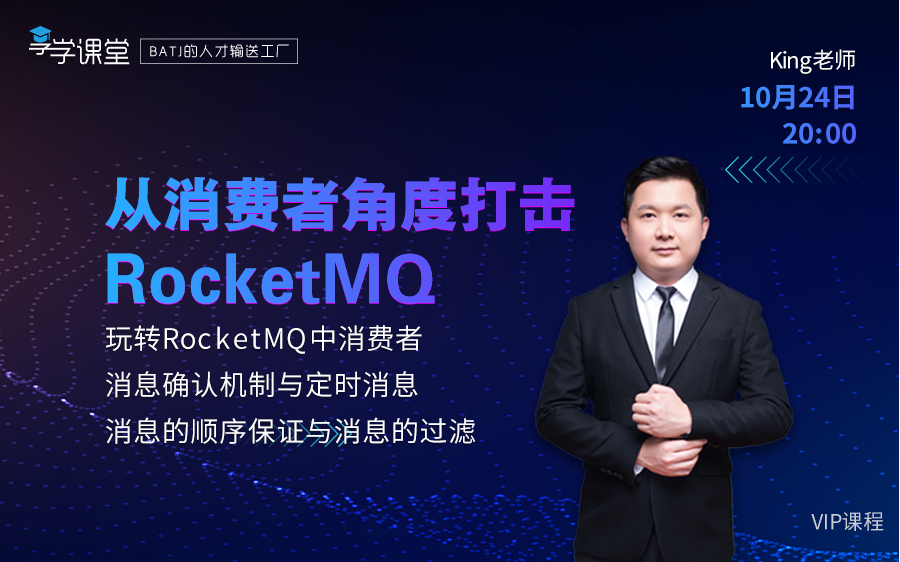 享学课堂
BATJ的人才输送工厂
King老师
10月24日
20:00
从消费者角度打击
RocketMQ
玩转RocketMQ中消费者
消息确认机制与定时消息
消息的顺序保证与消息的过滤
VIP课程